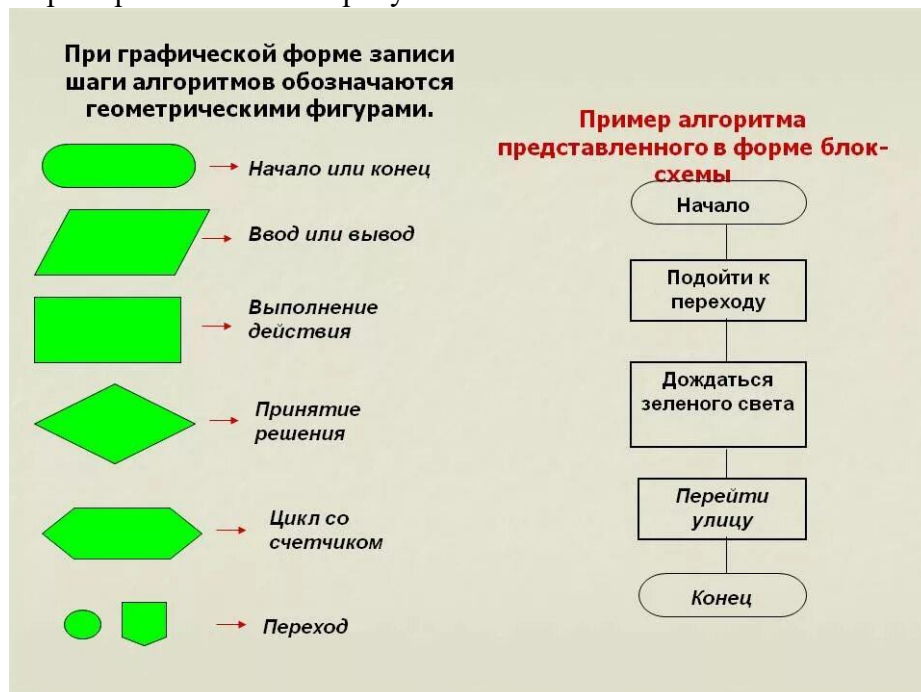 При графической форме записи
шаги алгоритмов обозначаются
геометрическими фигурами.
Начало или конец
Ввод или вывод
Выполнение
действия
Принятие
решения
Цикл со
счетчиком
Переход
Пример алгоритма
представленного в форме блок-
схемы
Начало
Подойти к
переходу
Дождаться
зеленого света
Перейти
улицу
Конец